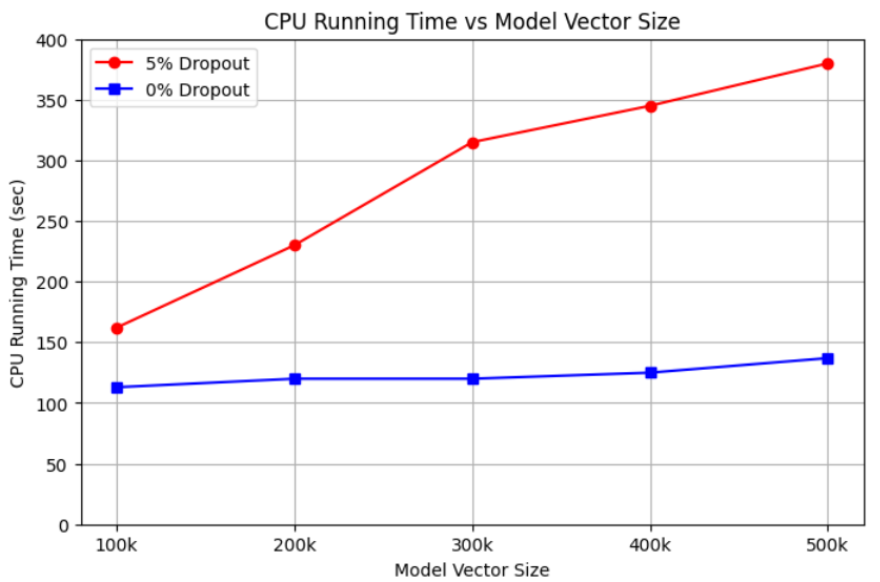 CPU Running Time vs Model Vector Size
5% Dropout
0% Dropout
400
350
300
250
200
150
100
50
0
CPU Running Time (sec)
100k 200k 300k 400k 500k
Model Vector Size